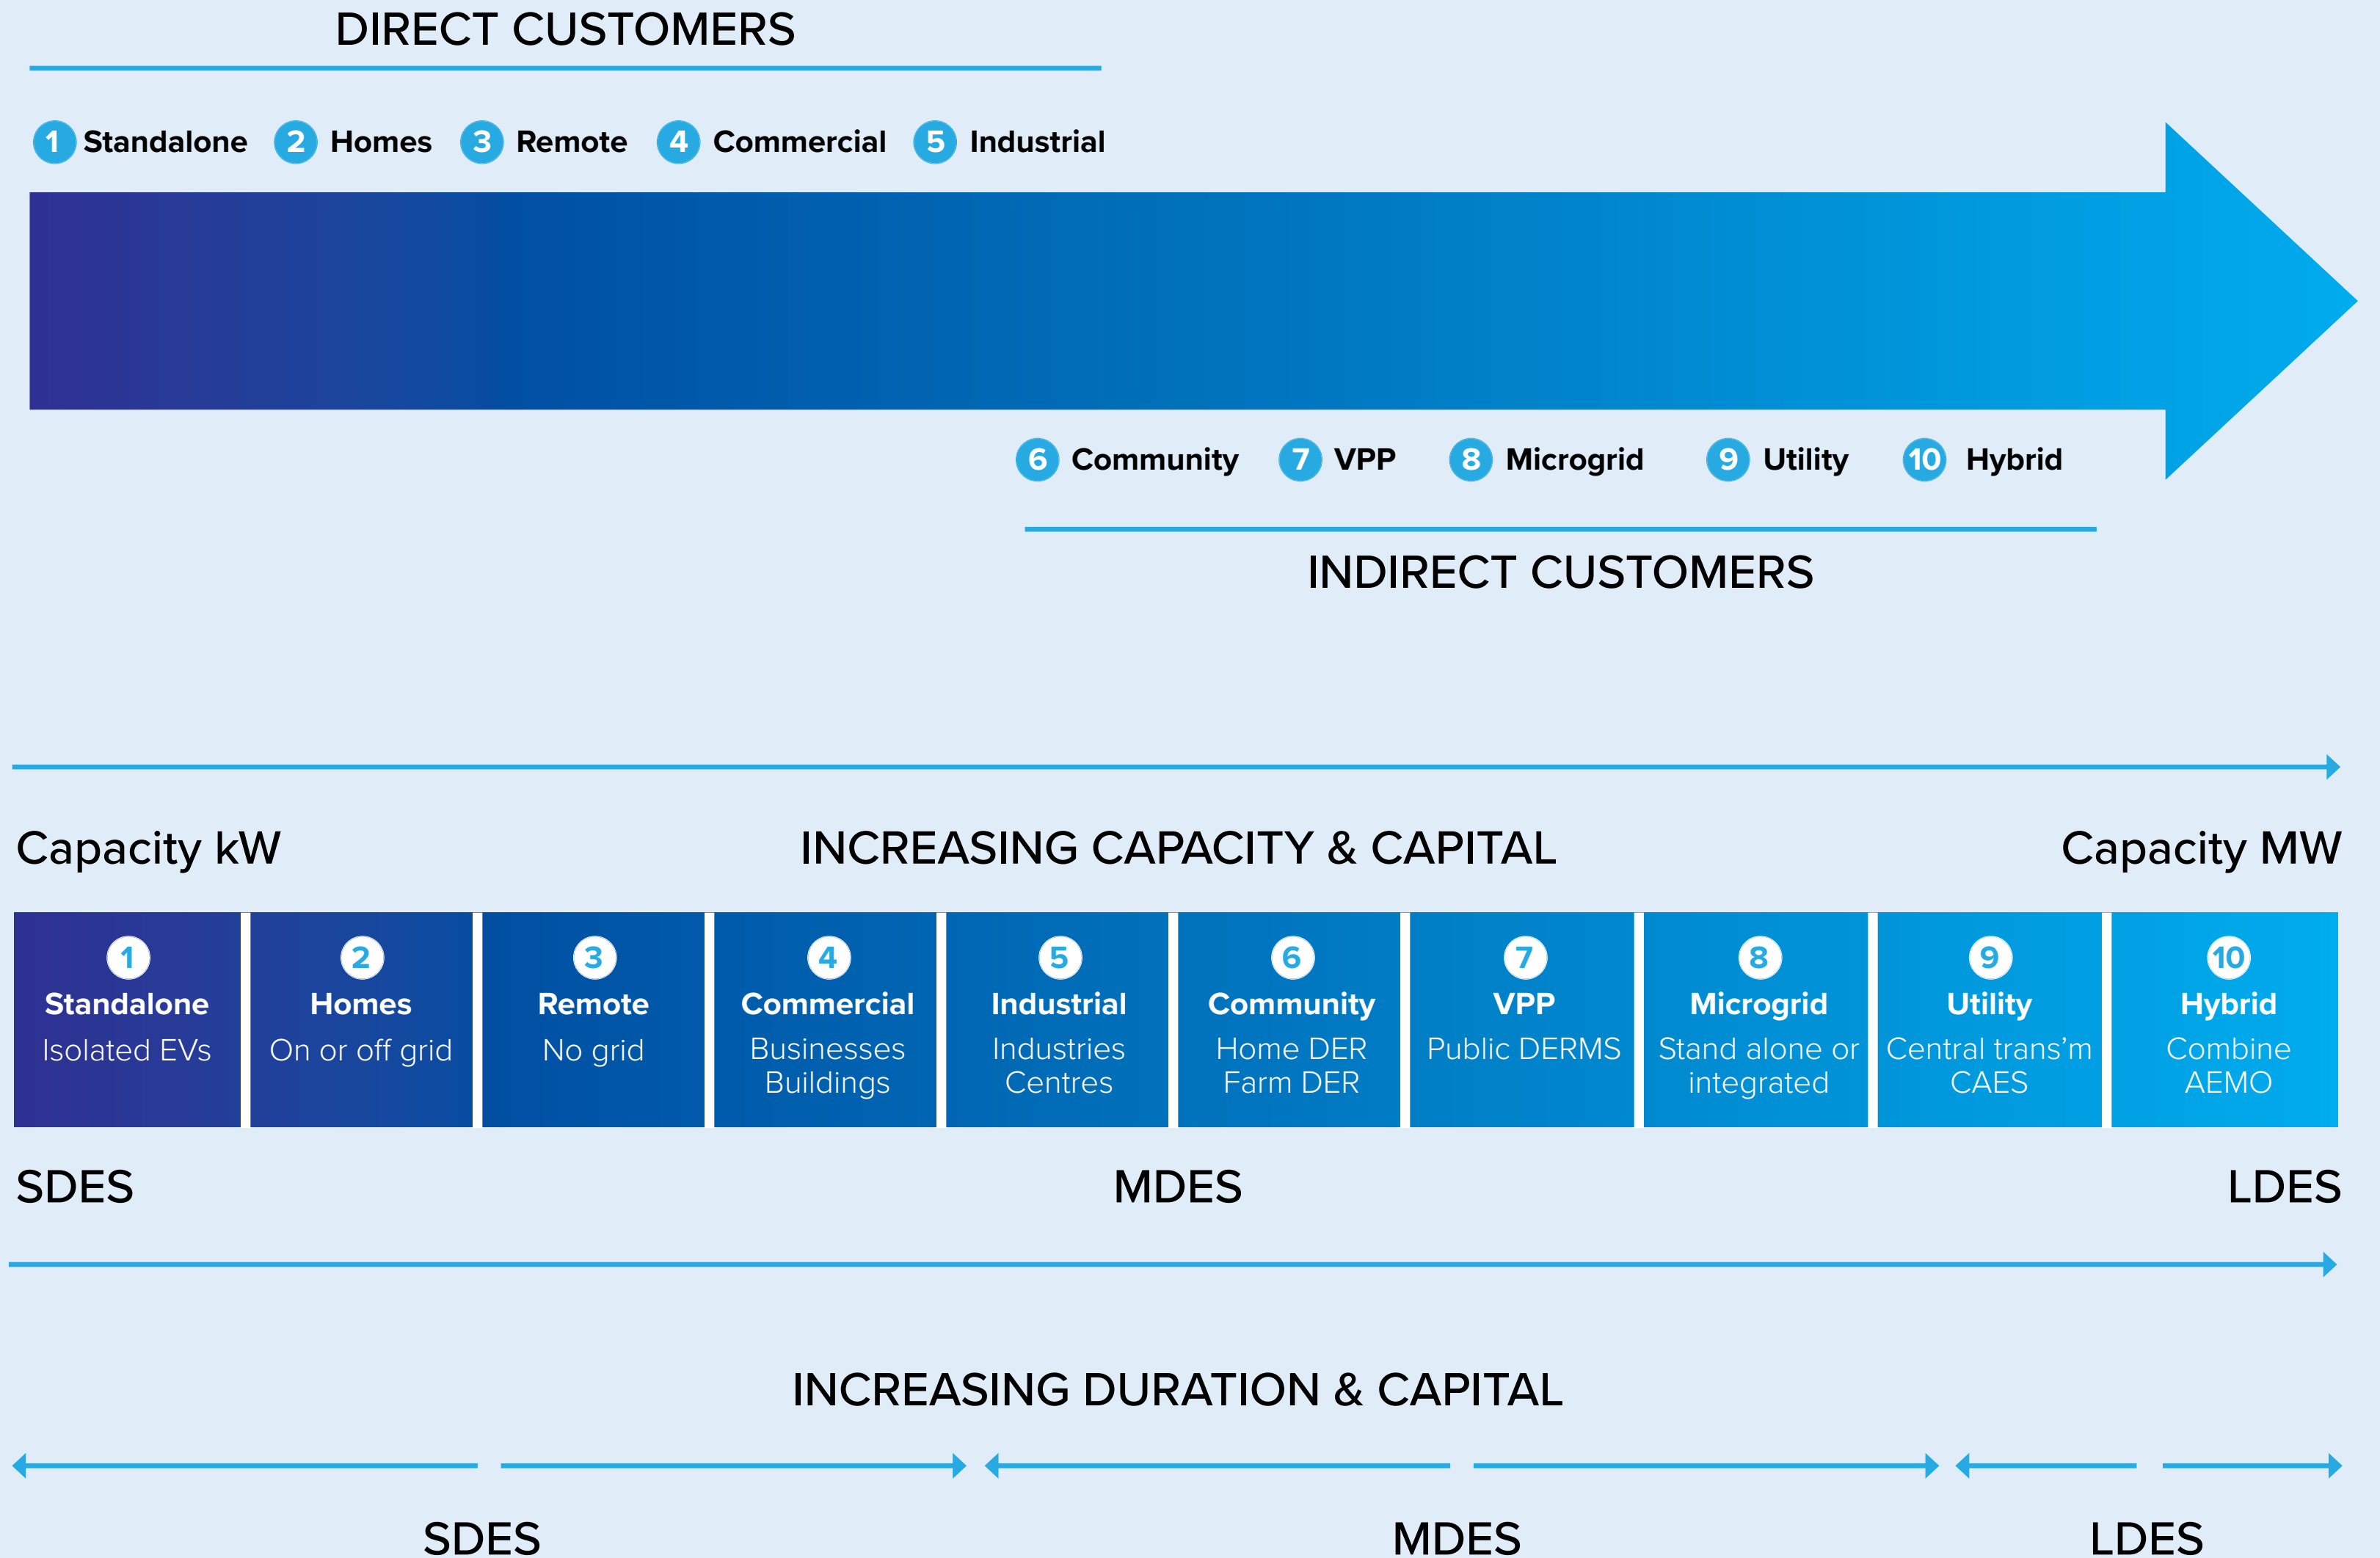 DIRECT CUSTOMERS
1 Standalone 2 Homes 3 Remote 4 Commercial 5 Industrial
6 Community 7 VPP 8 Microgrid 9 Utility 10 Hybrid
INDIRECT CUSTOMERS
Capacity kW INCREASING CAPACITY & CAPITAL Capacity MW
1 2 3 4 5 6 7 8 9 10
Standalone Homes Remote Commercial Industrial Community VPP Microgrid Utility Hybrid
Isolated EVs On or off grid No grid Businesses Industries Home DER Public DERMS Stand alone or Central trans’m Combine
Buildings Centres Farm DER integrated CAES AEMO
SDES MDES LDES
INCREASING DURATION & CAPITAL
SDES MDES LDES